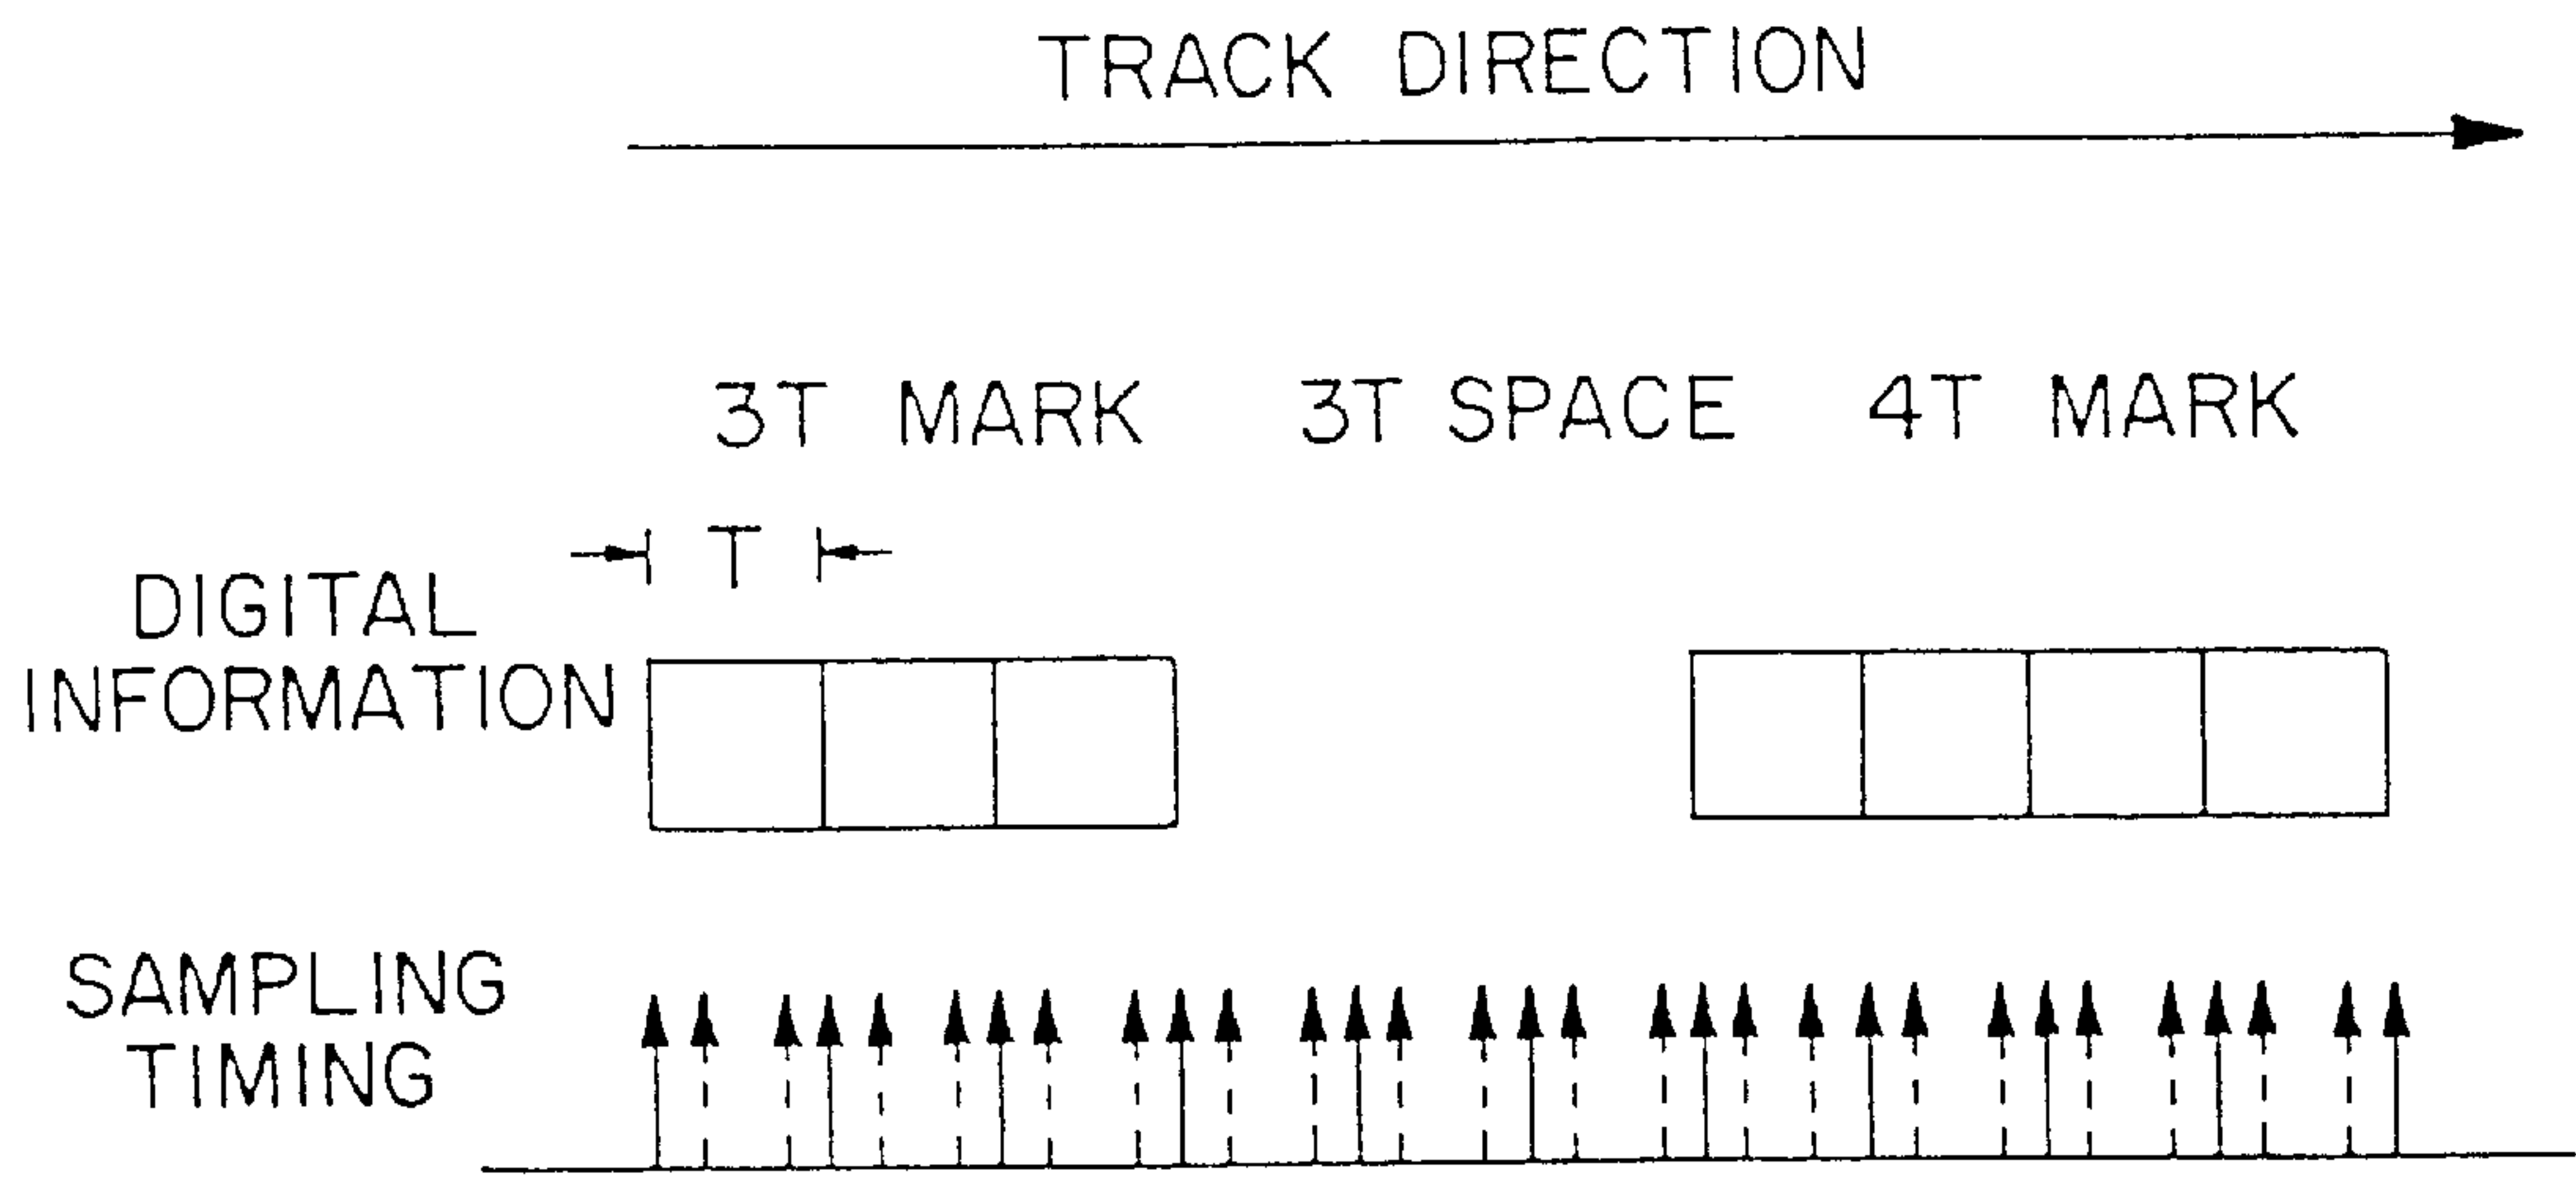 TRACK DIRECTION
3T MARK
3T SPACE
4T MARK
T
DIGITAL
INFORMATION
SAMPLING
TIMING